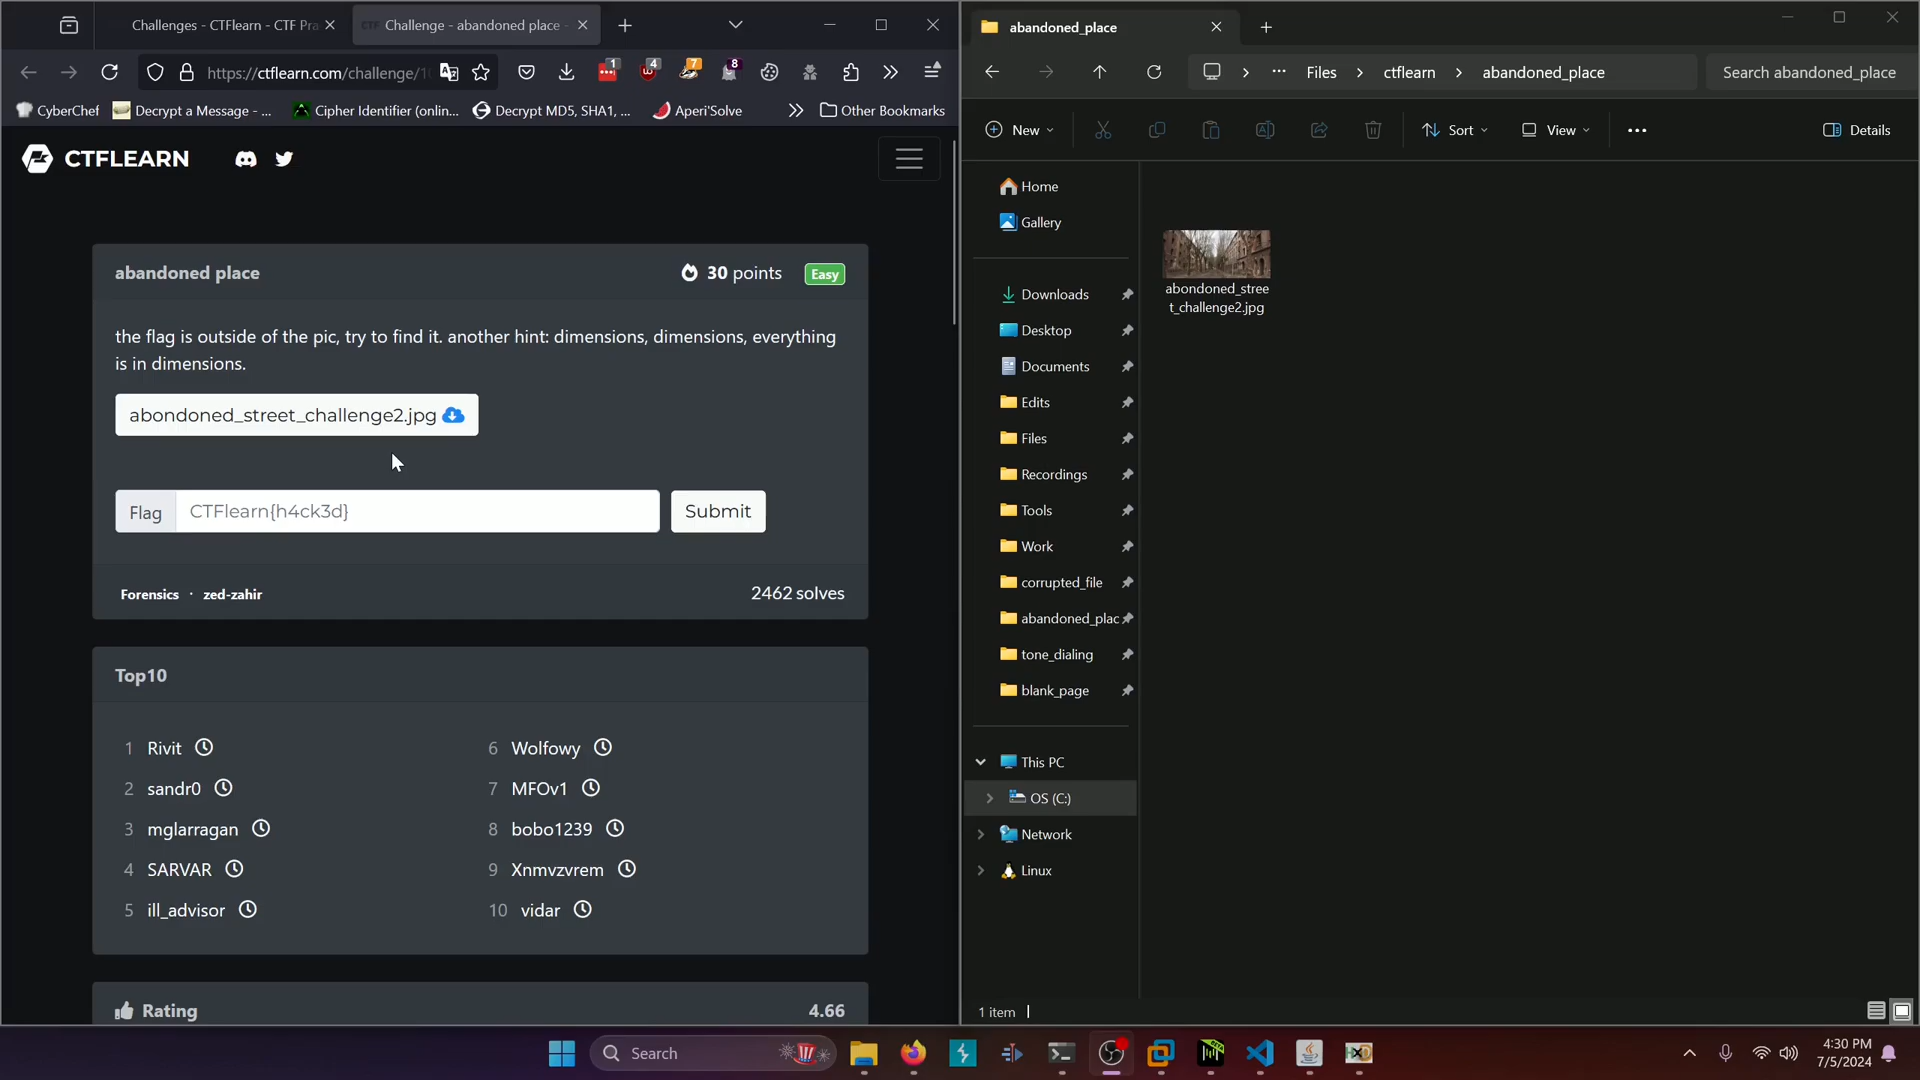 Challenges - CTFlearn - CTF Pra
CTF Challenge - abandoned place -
https://ctflearn.com/challenge/1
1
4
7
8
CyberChef
Decrypt a Message - ...
Cipher Identifier (onlin...
Decrypt MD5, SHA1, ...
Aperi'Solve
Other Bookmarks
CTFLEARN
abandoned place
30 points
Easy
the flag is outside of the pic, try to find it. another hint: dimensions, dimensions, everything
is in dimensions.
abondoned_street_challenge2.jpg
Flag
CTFlearn{h4ck3d}
Submit
Forensics · zed-zahir
2462 solves
Top10
1 Rivit
6 Wolfowy
2 sandr0
7 MFOv1
3 mglarragan
8 bobo1239
4 SARVAR
9 Xnmvzvrem
5 ill_advisor
10 vidar
Rating
4.66
abandoned_place
Files
ctflearn
abandoned_place
Search abandoned_place
New
Sort
View
Details
Home
Gallery
Downloads
Desktop
Documents
Edits
Files
Recordings
Tools
Work
corrupted_file
abandoned_plac
tone_dialing
blank_page
This PC
OS (C:)
Network
Linux
abondoned_stree
t_challenge2.jpg
1 item
Search
4:30 PM
7/5/2024